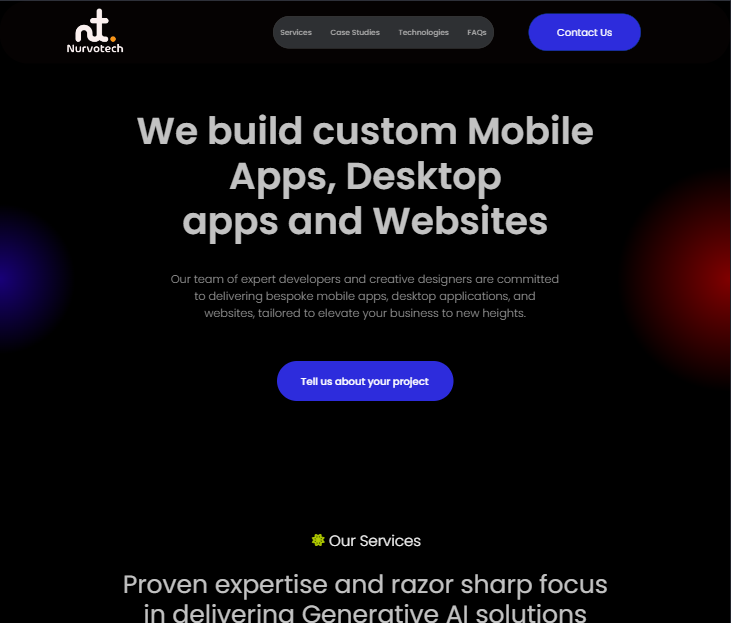 nt.
Nurvotech
Services Case Studies Technologies FAQs
Contact Us
We build custom Mobile
Apps, Desktop
apps and Websites
Our team of expert developers and creative designers are committed
to delivering bespoke mobile apps, desktop applications, and
websites, tailored to elevate your business to new heights.
Tell us about your project
Our Services
Proven expertise and razor sharp focus
in delivering Generative AI solutions